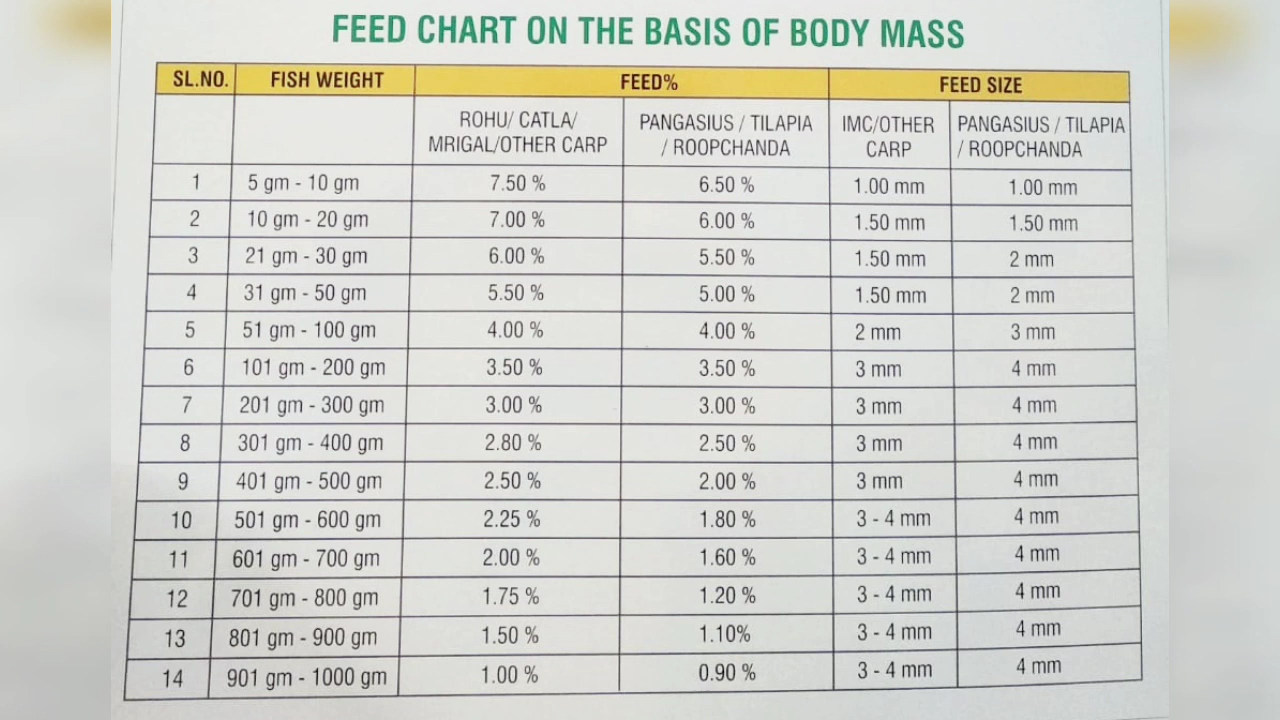 FEED CHART ON THE BASIS OF BODY MASS
SL.NO. FISH WEIGHT FEED% FEED SIZE
ROHU/ CATLA/ MRIGAL/OTHER CARP PANGASIUS / TILAPIA / ROOPCHANDA IMC/OTHER CARP PANGASIUS / TILAPIA / ROOPCHANDA
1 5 gm - 10 gm 7.50 % 6.50 % 1.00 mm 1.00 mm
2 10 gm - 20 gm 7.00 % 6.00 % 1.50 mm 1.50 mm
3 21 gm - 30 gm 6.00 % 5.50 % 1.50 mm 2 mm
4 31 gm - 50 gm 5.50 % 5.00 % 1.50 mm 2 mm
5 51 gm - 100 gm 4.00 % 4.00 % 2 mm 3 mm
6 101 gm - 200 gm 3.50 % 3.50 % 3 mm 4 mm
7 201 gm - 300 gm 3.00 % 3.00 % 3 mm 4 mm
8 301 gm - 400 gm 2.80 % 2.50 % 3 mm 4 mm
9 401 gm - 500 gm 2.50 % 2.00 % 3 mm 4 mm
10 501 gm - 600 gm 2.25 % 1.80 % 3 - 4 mm 4 mm
11 601 gm - 700 gm 2.00 % 1.60 % 3 - 4 mm 4 mm
12 701 gm - 800 gm 1.75 % 1.20 % 3 - 4 mm 4 mm
13 801 gm - 900 gm 1.50 % 1.10% 3 - 4 mm 4 mm
14 901 gm - 1000 gm 1.00 % 0.90 % 3 - 4 mm 4 mm